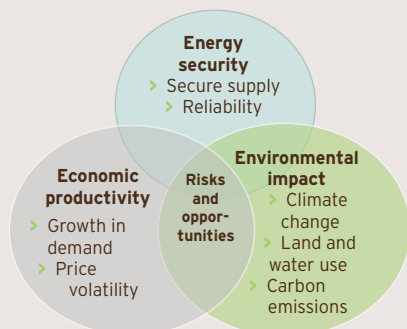 Energy
security
> Secure supply
> Reliability
Economic
productivity
> Growth in
demand
> Price
volatility
Risks
and
oppor-
tunities
Environmental
impact
> Climate
change
> Land and
water use
> Carbon
emissions